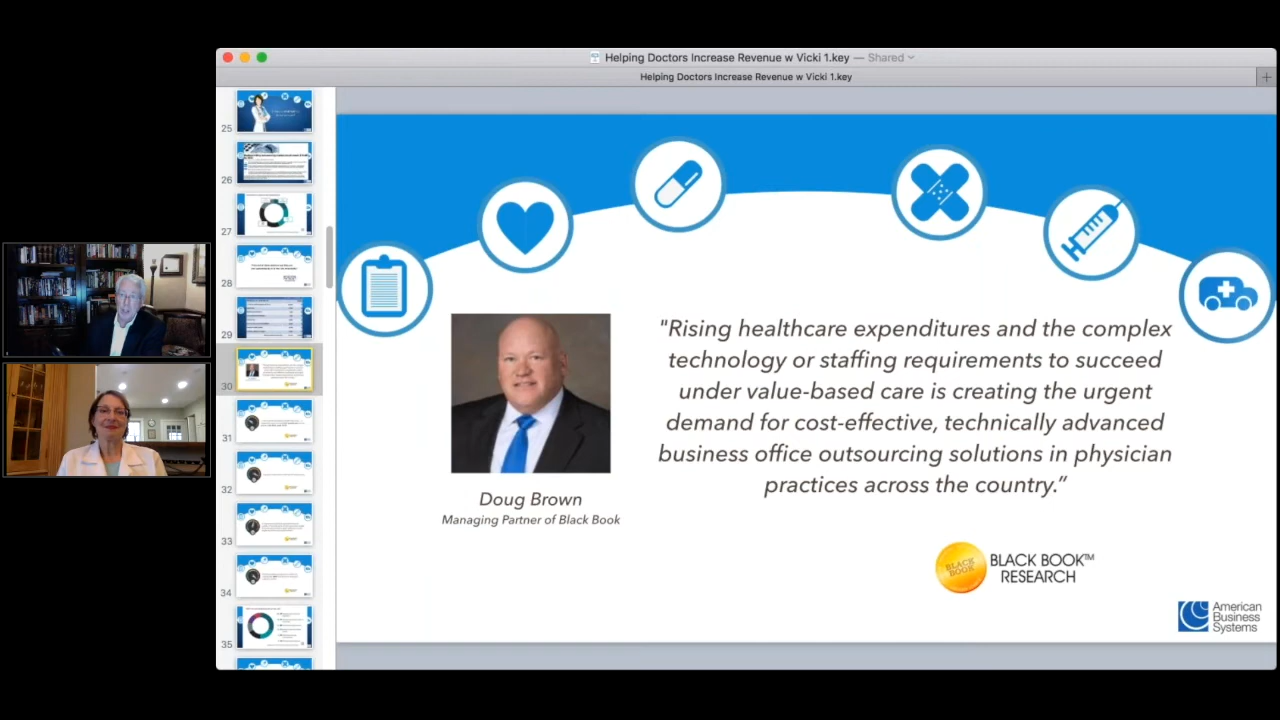 Helping Doctors Increase Revenue w Vicki 1.key — Shared
Helping Doctors Increase Revenue w Vicki 1.key
25
26
27
28
29
30
31
32
33
34
35
"Rising healthcare expenditures and the complex
technology or staffing requirements to succeed
under value-based care is creating the urgent
demand for cost-effective, technically advanced
business office outsourcing solutions in physician
practices across the country.”
Doug Brown
Managing Partner of Black Book
BLACK BOOK
BLACK BOOK™
RESEARCH
American
Business
Systems